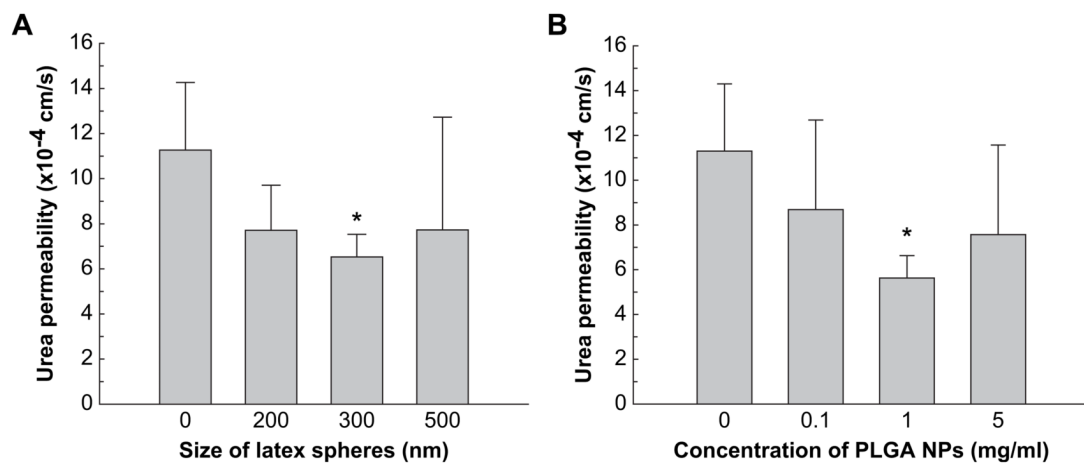 A
Urea permeability (x10-4 cm/s)
16
14
12
10
8
6
4
2
0
*
0 200 300 500
Size of latex spheres (nm)
B
Urea permeability (x10-4 cm/s)
16
14
12
10
8
6
4
2
0
*
0 0.1 1 5
Concentration of PLGA NPs (mg/ml)